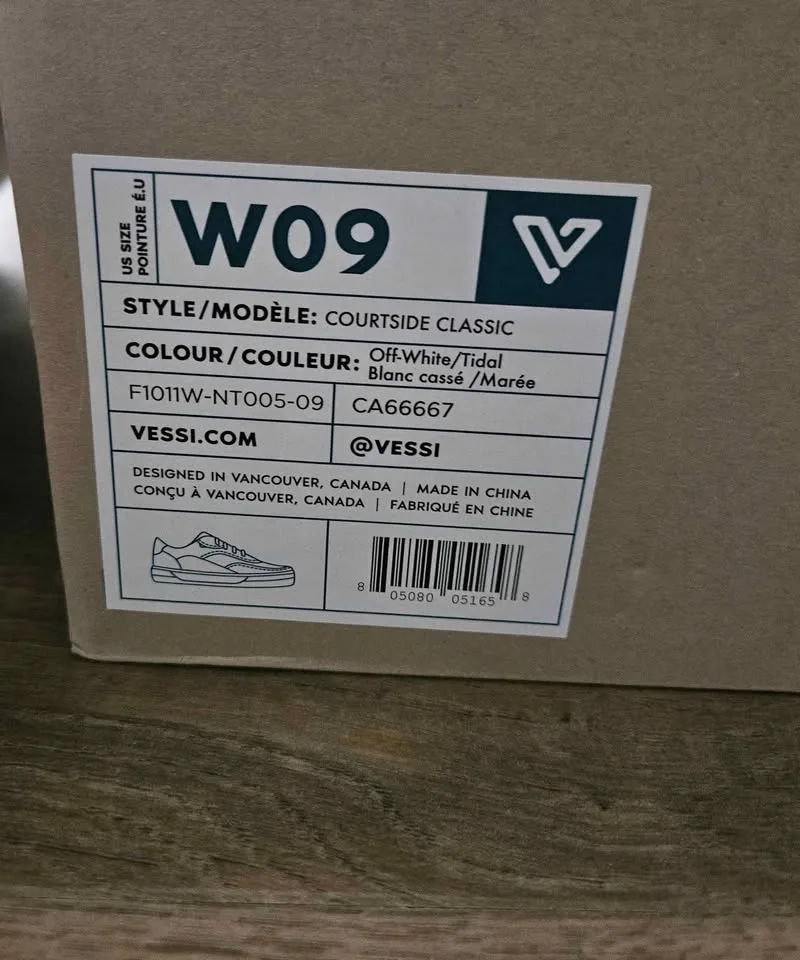 US SIZE
POINTURE É.U
W09
STYLE/MODÈLE: COURTSIDE CLASSIC
COLOUR/COULEUR: Off-White/Tidal
Blanc cassé /Marée
F1011W-NT005-09 CA66667
VESSI.COM @VESSI
DESIGNED IN VANCOUVER, CANADA | MADE IN CHINA
CONÇU À VANCOUVER, CANADA | FABRIQUÉ EN CHINE
8 05080 05165 8